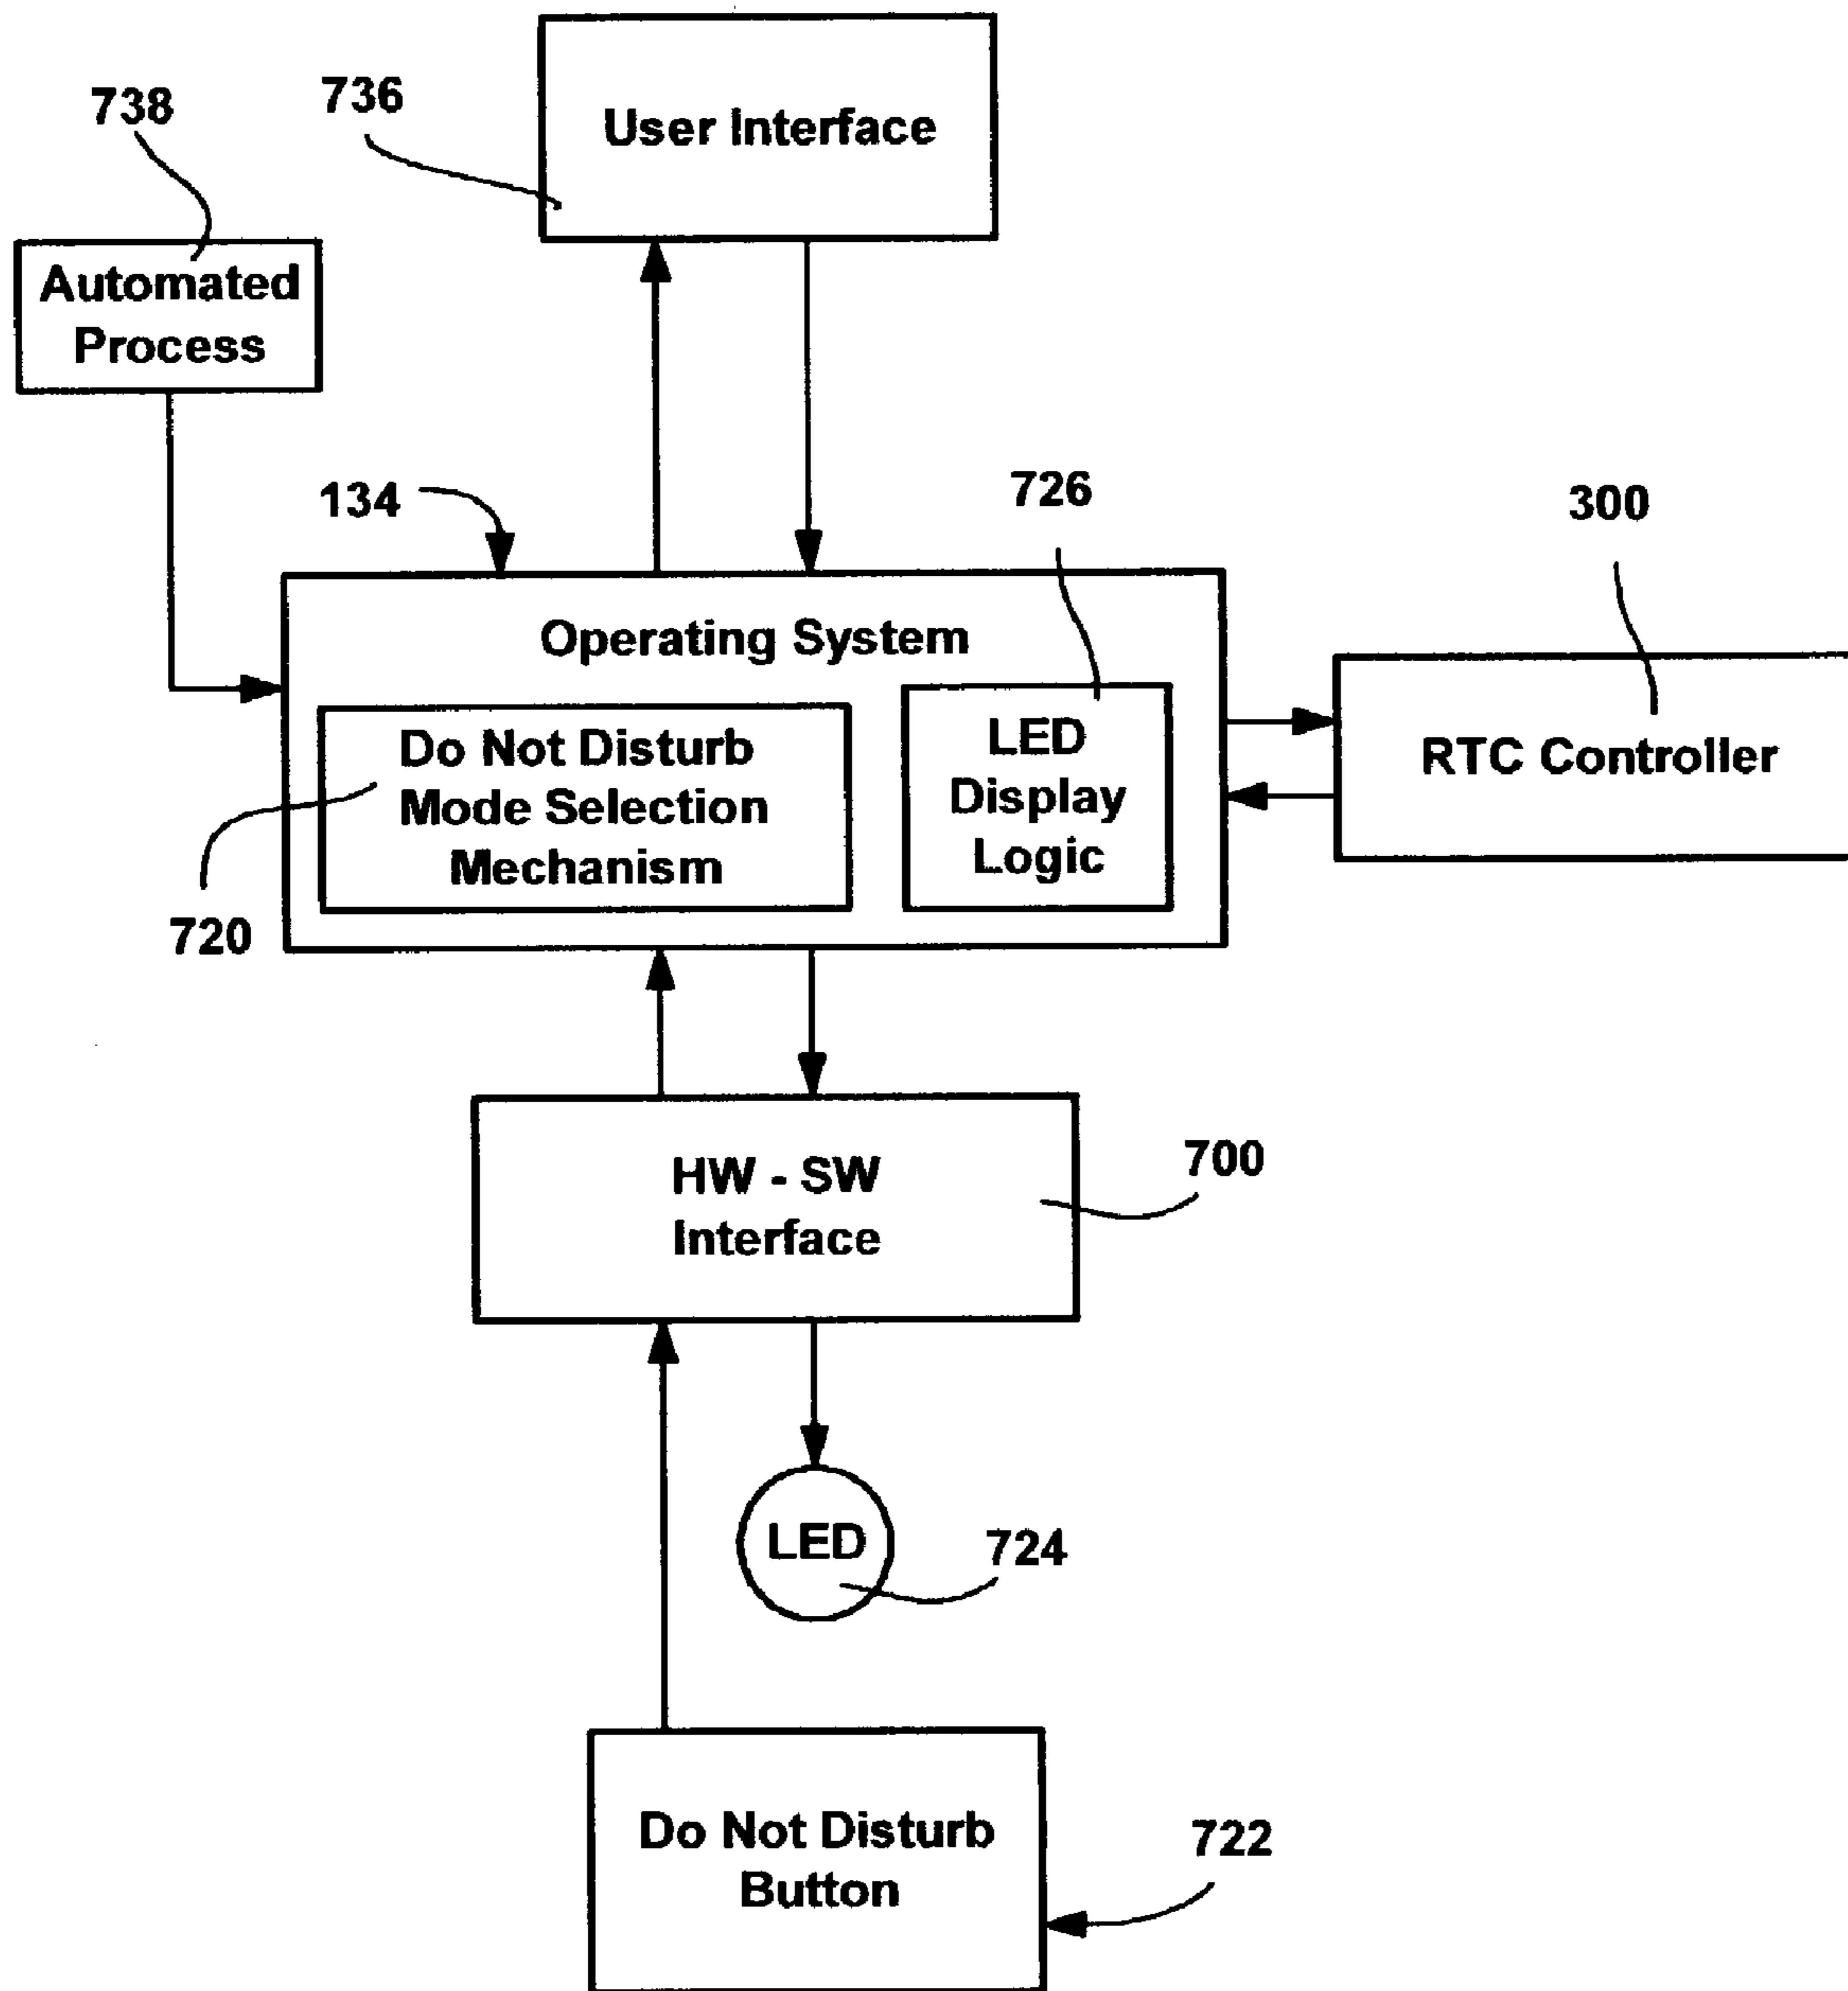 736
User Interface
738
Automated
Process
134
726
300
Operating System
Do Not Disturb
Mode Selection
Mechanism
LED
Display
Logic
RTC Controller
720
HW - SW
Interface
700
LED
724
Do Not Disturb
Button
722